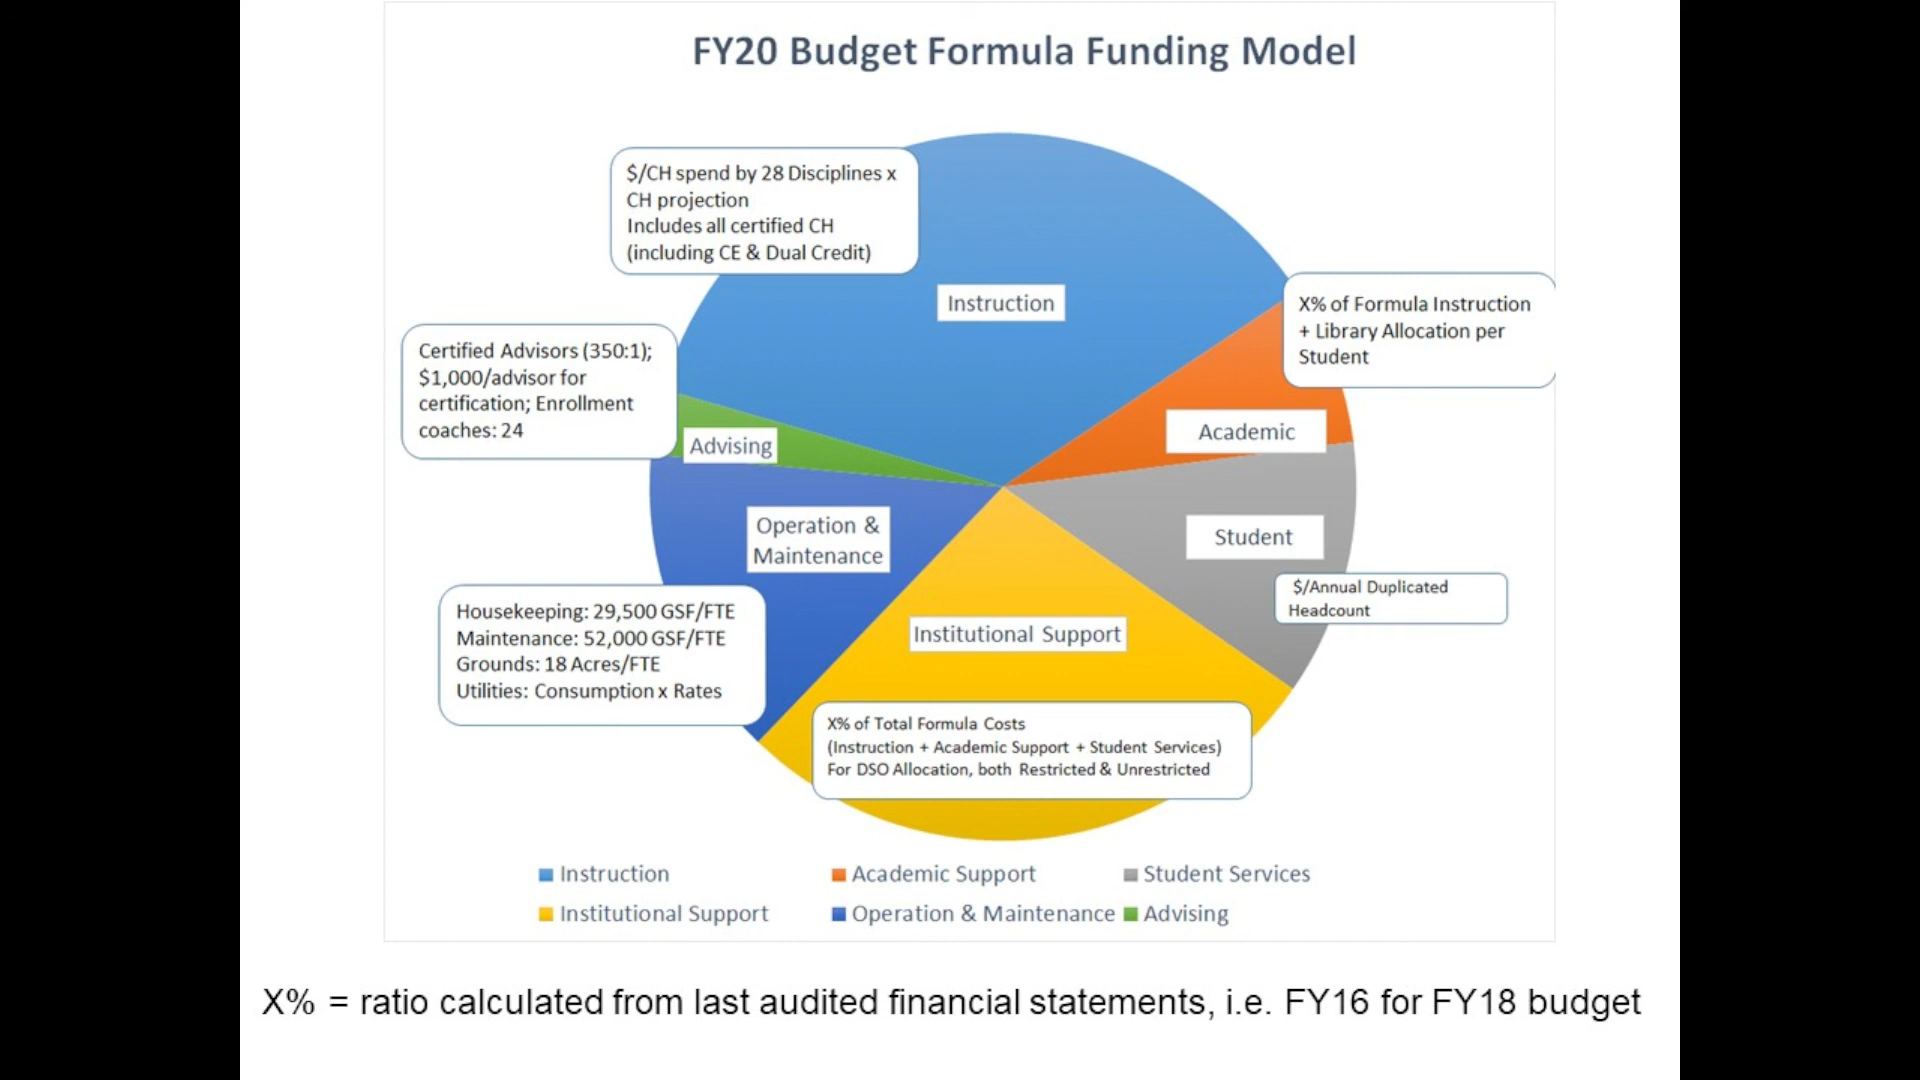 FY20 Budget Formula Funding Model
$/CH spend by 28 Disciplines x
CH projection
Includes all certified CH
(including CE & Dual Credit)
Instruction
X% of Formula Instruction
+ Library Allocation per
Student
Certified Advisors (350:1);
$1,000/advisor for
certification; Enrollment
coaches: 24
Advising
Academic
Operation &
Maintenance
Student
$/Annual Duplicated
Headcount
Housekeeping: 29,500 GSF/FTE
Maintenance: 52,000 GSF/FTE
Grounds: 18 Acres/FTE
Utilities: Consumption x Rates
Institutional Support
X% of Total Formula Costs
(Instruction + Academic Support + Student Services)
For DSO Allocation, both Restricted & Unrestricted
Instruction
Academic Support
Student Services
Institutional Support
Operation & Maintenance
Advising
X% = ratio calculated from last audited financial statements, i.e. FY16 for FY18 budget